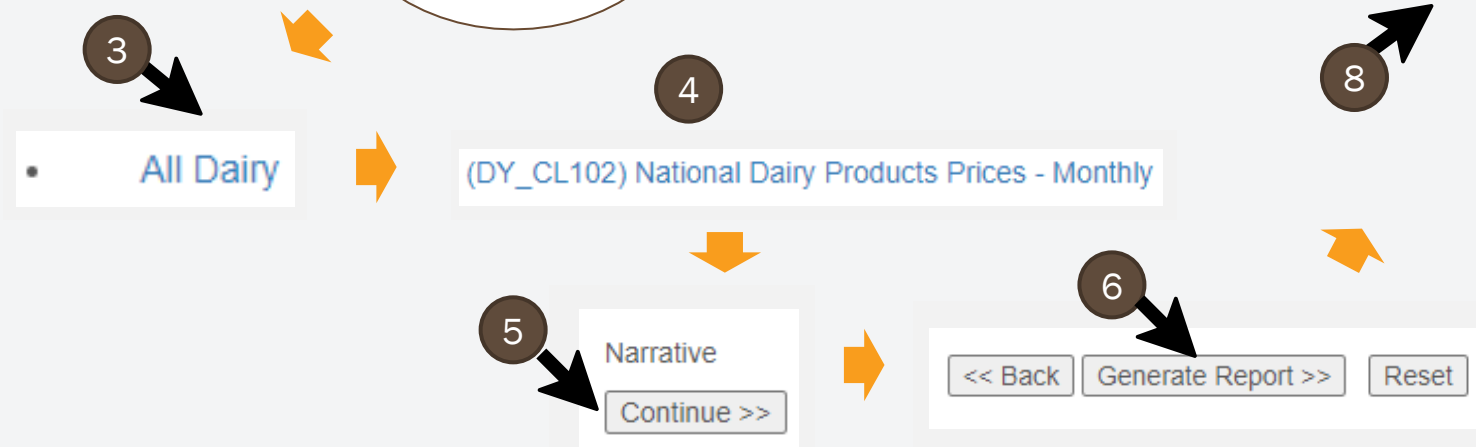 3
8
4
• All Dairy
(DY_CL102) National Dairy Products Prices - Monthly
6
5
Narrative
<< Back Generate Report >> Reset
Continue >>